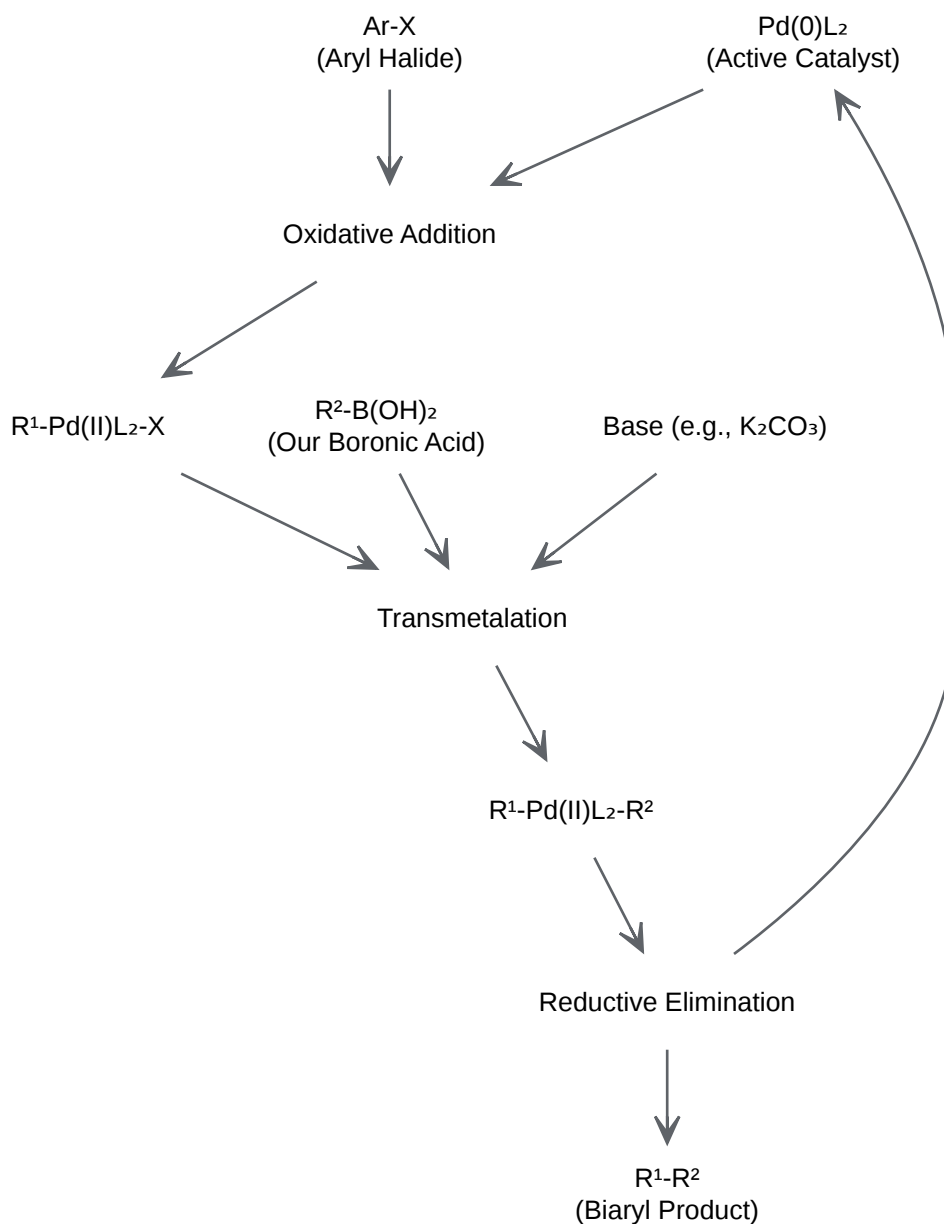 Ar-X
(Aryl Halide)
Pd(0)L₂
(Active Catalyst)
Oxidative Addition
R¹-Pd(II)L₂-X
R²-B(OH)₂
(Our Boronic Acid)
Base (e.g., K₂CO₃)
Transmetalation
R¹-Pd(II)L₂-R²
Reductive Elimination
R¹-R²
(Biaryl Product)